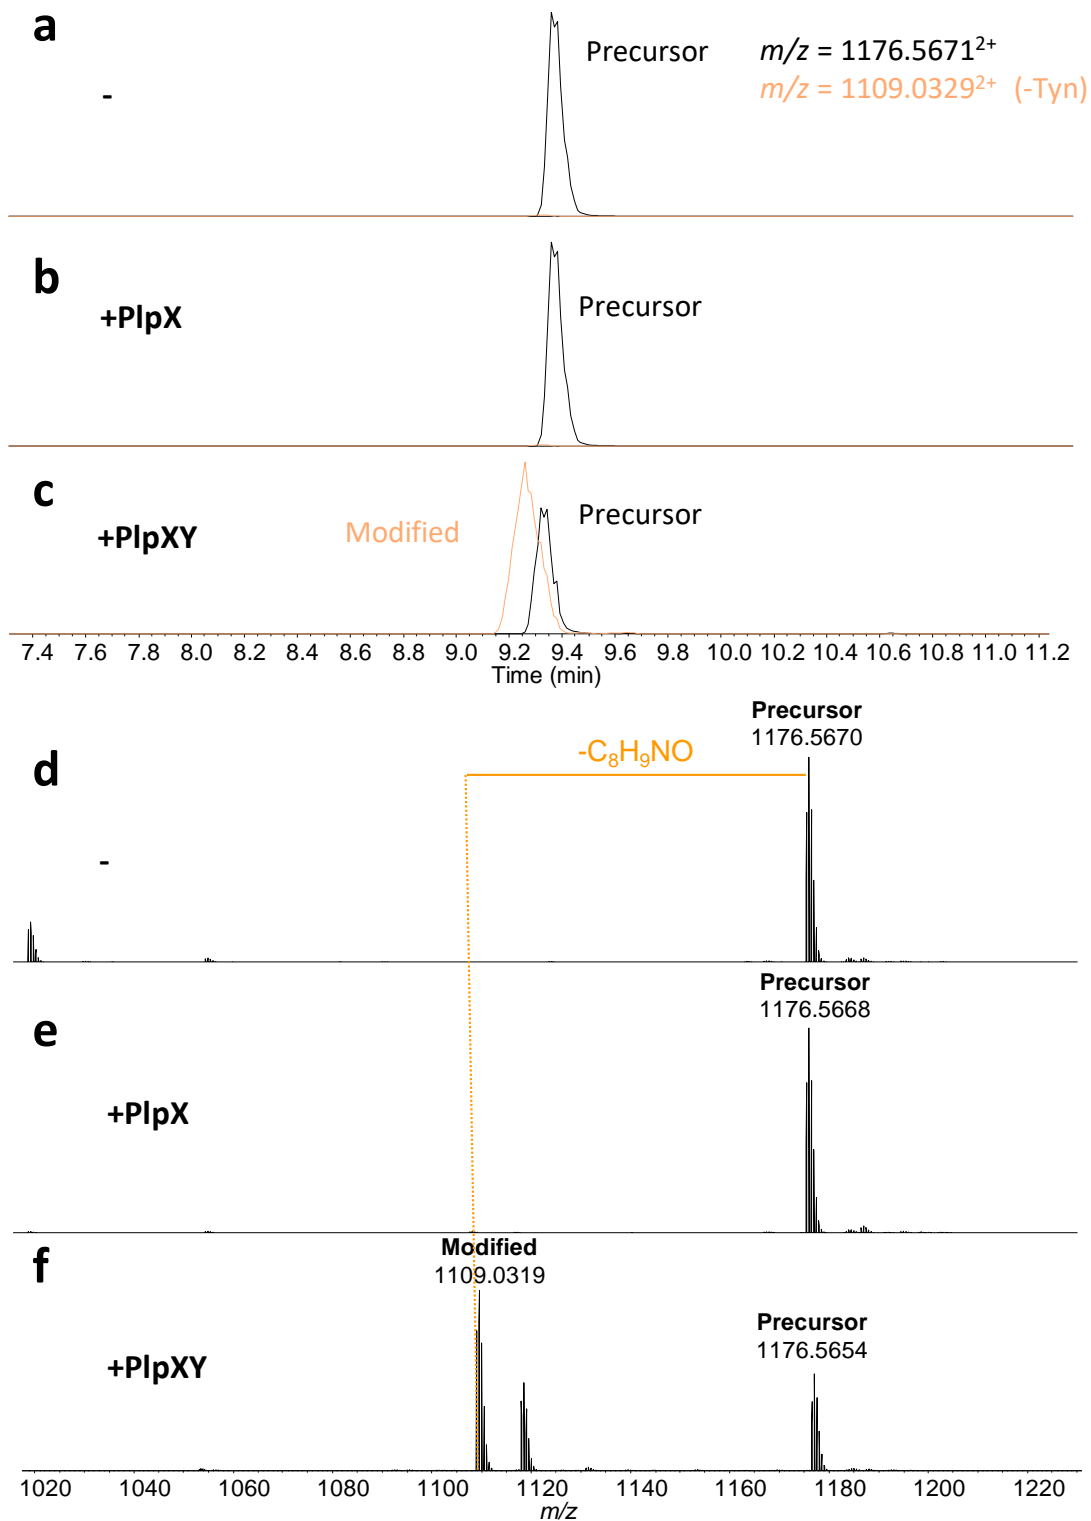 a
-
Precursor m/z = 1176.5671²⁺
m/z = 1109.0329²⁺ (-Tyn)
b
+PlpX
Precursor
c
+PlpXY
Modified
Precursor
7.4 7.6 7.8 8.0 8.2 8.4 8.6 8.8 9.0 9.2 9.4 9.6 9.8 10.0 10.2 10.4 10.6 10.8 11.0 11.2
Time (min)
d
-
-C₈H₉NO
Precursor
1176.5670
e
+PlpX
Precursor
1176.5668
f
+PlpXY
Modified
1109.0319
Precursor
1176.5654
1020 1040 1060 1080 1100 1120 1140 1160 1180 1200 1220
m/z